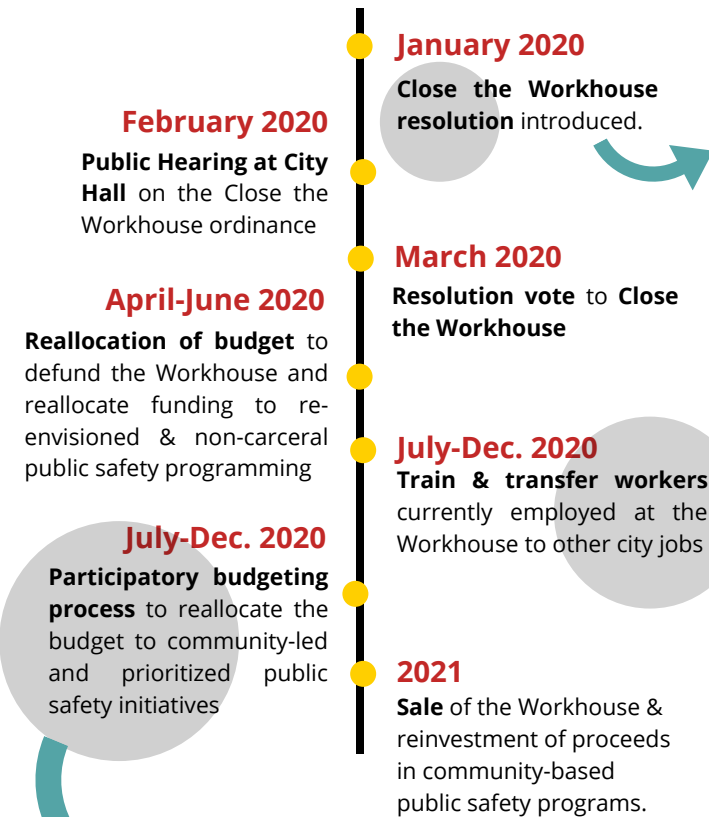 January 2020
Close the Workhouse
resolution introduced.
February 2020
Public Hearing at City
Hall on the Close the
Workhouse ordinance
March 2020
Resolution vote to Close
the Workhouse
April-June 2020
Reallocation of budget to
defund the Workhouse and
reallocate funding to re-
envisioned & non-carceral
public safety programming
July-Dec. 2020
Train & transfer workers
currently employed at the
Workhouse to other city jobs
July-Dec. 2020
Participatory budgeting
process to reallocate the
budget to community-led
and prioritized public
safety initiatives
2021
Sale of the Workhouse &
reinvestment of proceeds
in community-based
public safety programs.